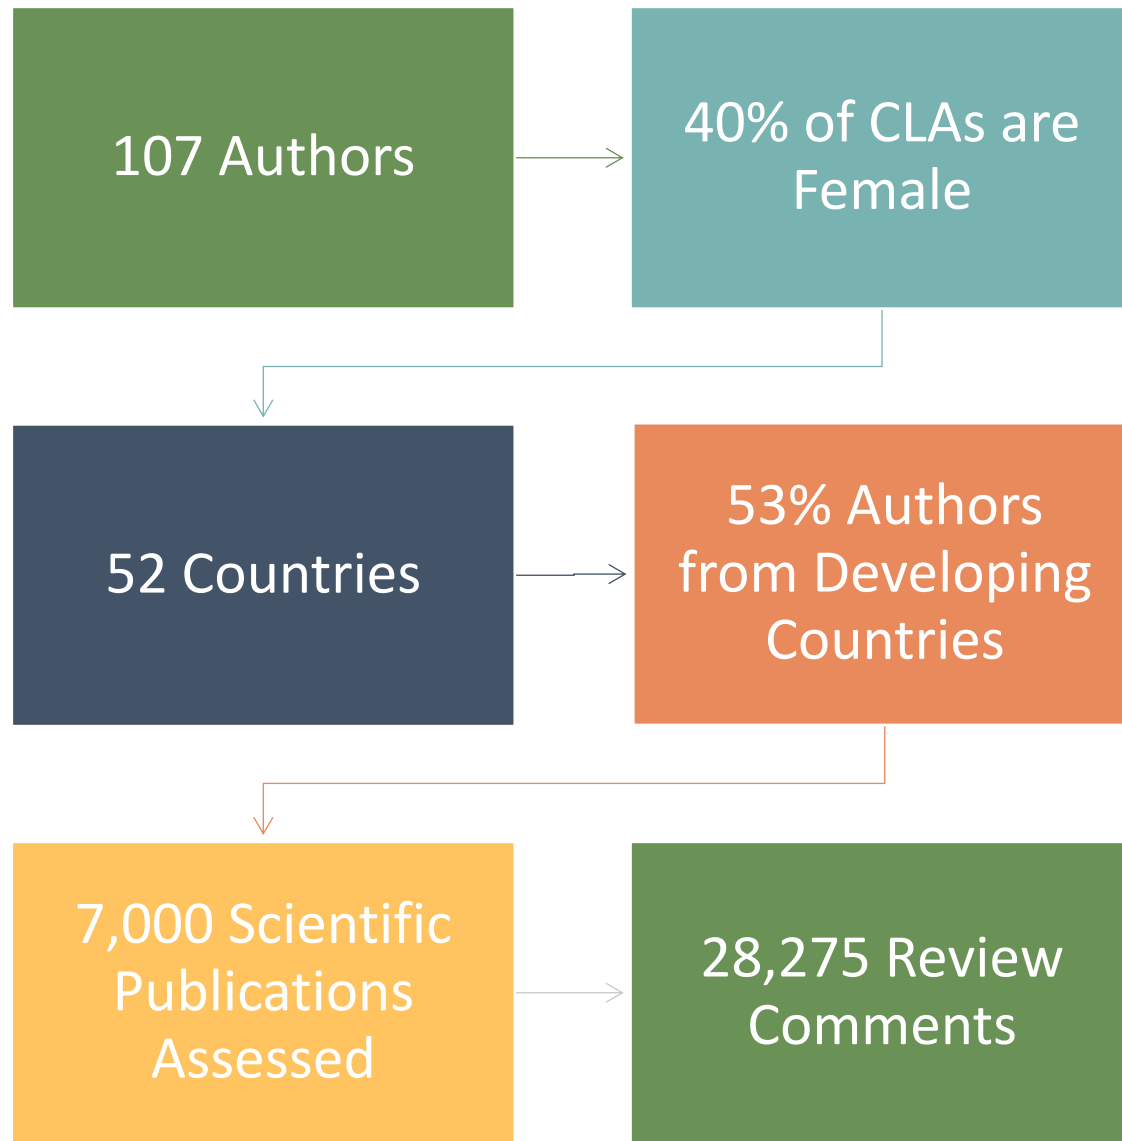 107 Authors
40% of CLAs are
Female
52 Countries
53% Authors
from Developing
Countries
7,000 Scientific
Publications
Assessed
28,275 Review
Comments